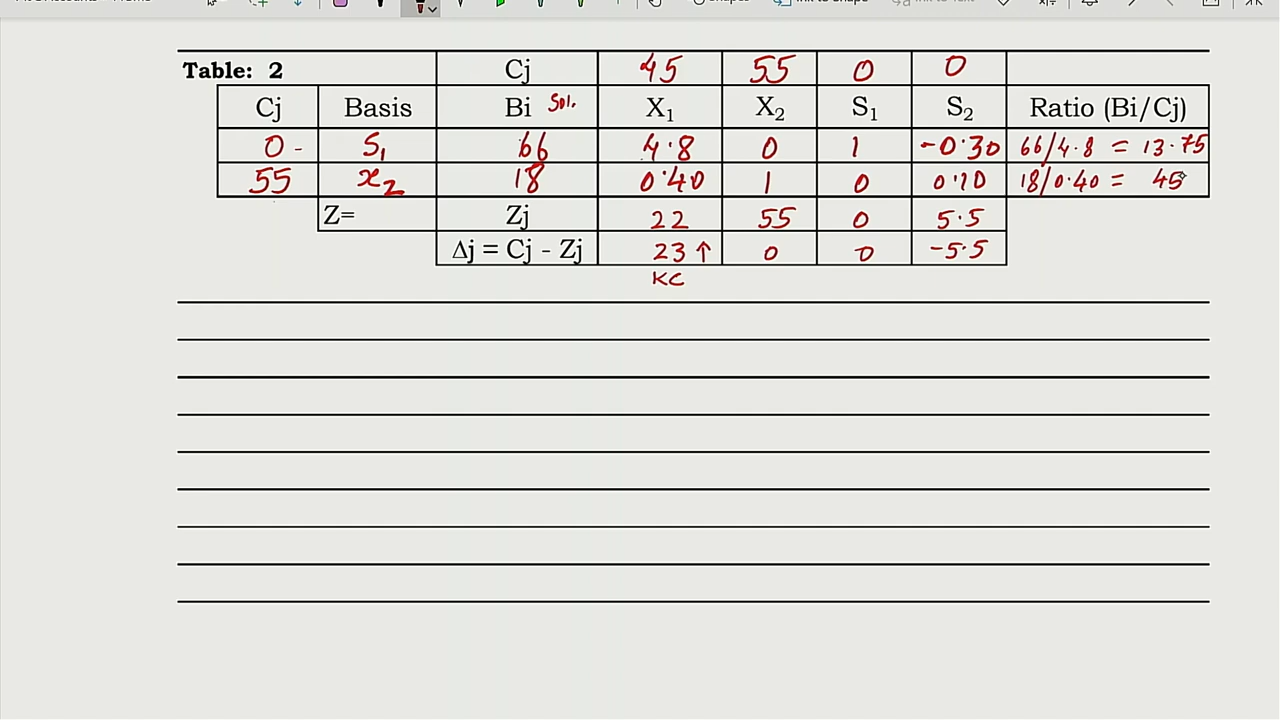 Table: 2 Cj 45 55 0 0
Cj Basis Bi Sol. X₁ X₂ S₁ S₂ Ratio (Bi/Cj)
0 - S₁ 66 4.8 0 1 -0.30 66/4.8 = 13.75
55 x₂ 18 0.40 1 0 0.10 18/0.40 = 45
Z= Zj 22 55 0 5.5
Δj = Cj - Zj 23 ↑ 0 0 -5.5
KC